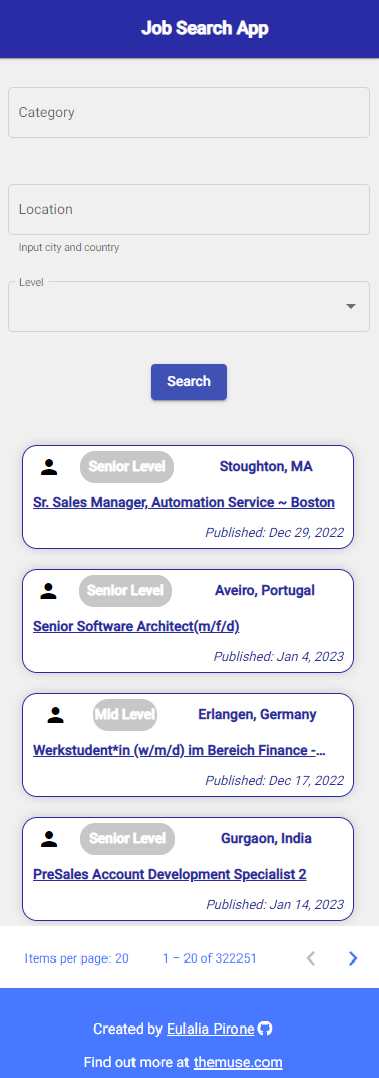 Job Search App
Category
Location
Input city and country
Level
Search
Senior Level Stoughton, MA
Sr. Sales Manager, Automation Service ~ Boston
Published: Dec 29, 2022
Senior Level Aveiro, Portugal
Senior Software Architect(m/f/d)
Published: Jan 4, 2023
Mid Level Erlangen, Germany
Werkstudent*in (w/m/d) im Bereich Finance -...
Published: Dec 17, 2022
Senior Level Gurgaon, India
PreSales Account Development Specialist 2
Published: Jan 14, 2023
Items per page: 20 1 – 20 of 322251
Created by Eulalia Pirone
Find out more at themuse.com